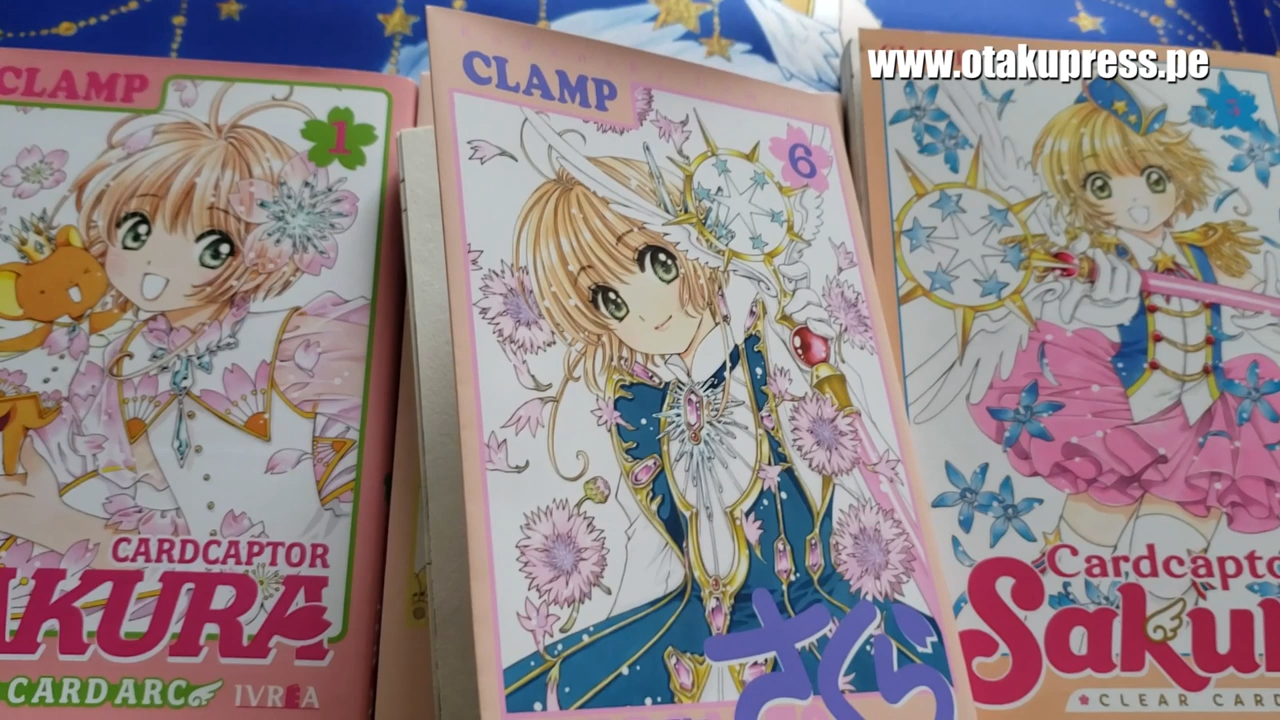 www.otakupress.pe
CLAMP
1
CARDCAPTOR
AKURA
CARD ARC
IVREA
CLAMP
6
さくら
3
Cardcapto
Saku
CLEAR CARD